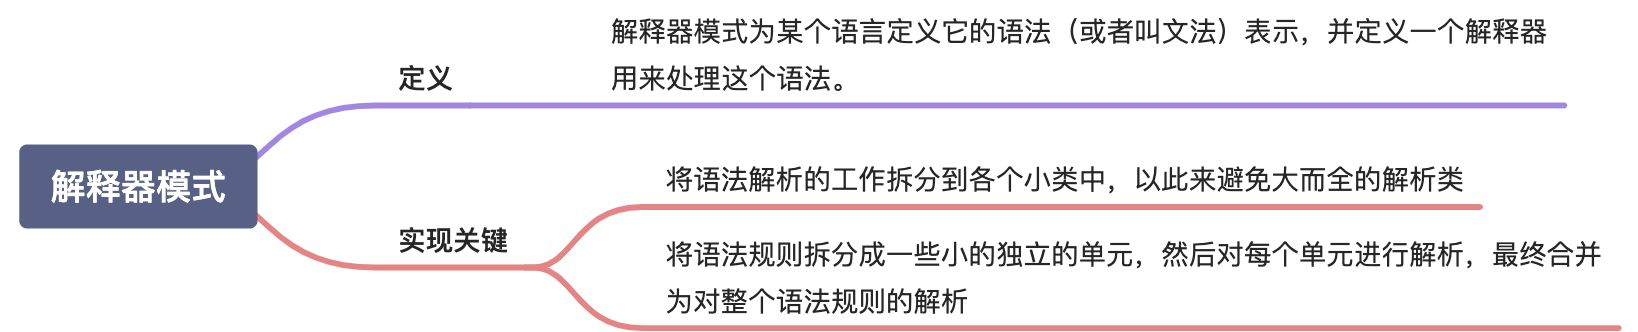 解释器模式
定义
解释器模式为某个语言定义它的语法（或者叫文法）表示，并定义一个解释器
用来处理这个语法。
实现关键
将语法解析的工作拆分到各个小类中，以此来避免大而全的解析类
将语法规则拆分成一些小的独立的单元，然后对每个单元进行解析，最终合并
为对整个语法规则的解析